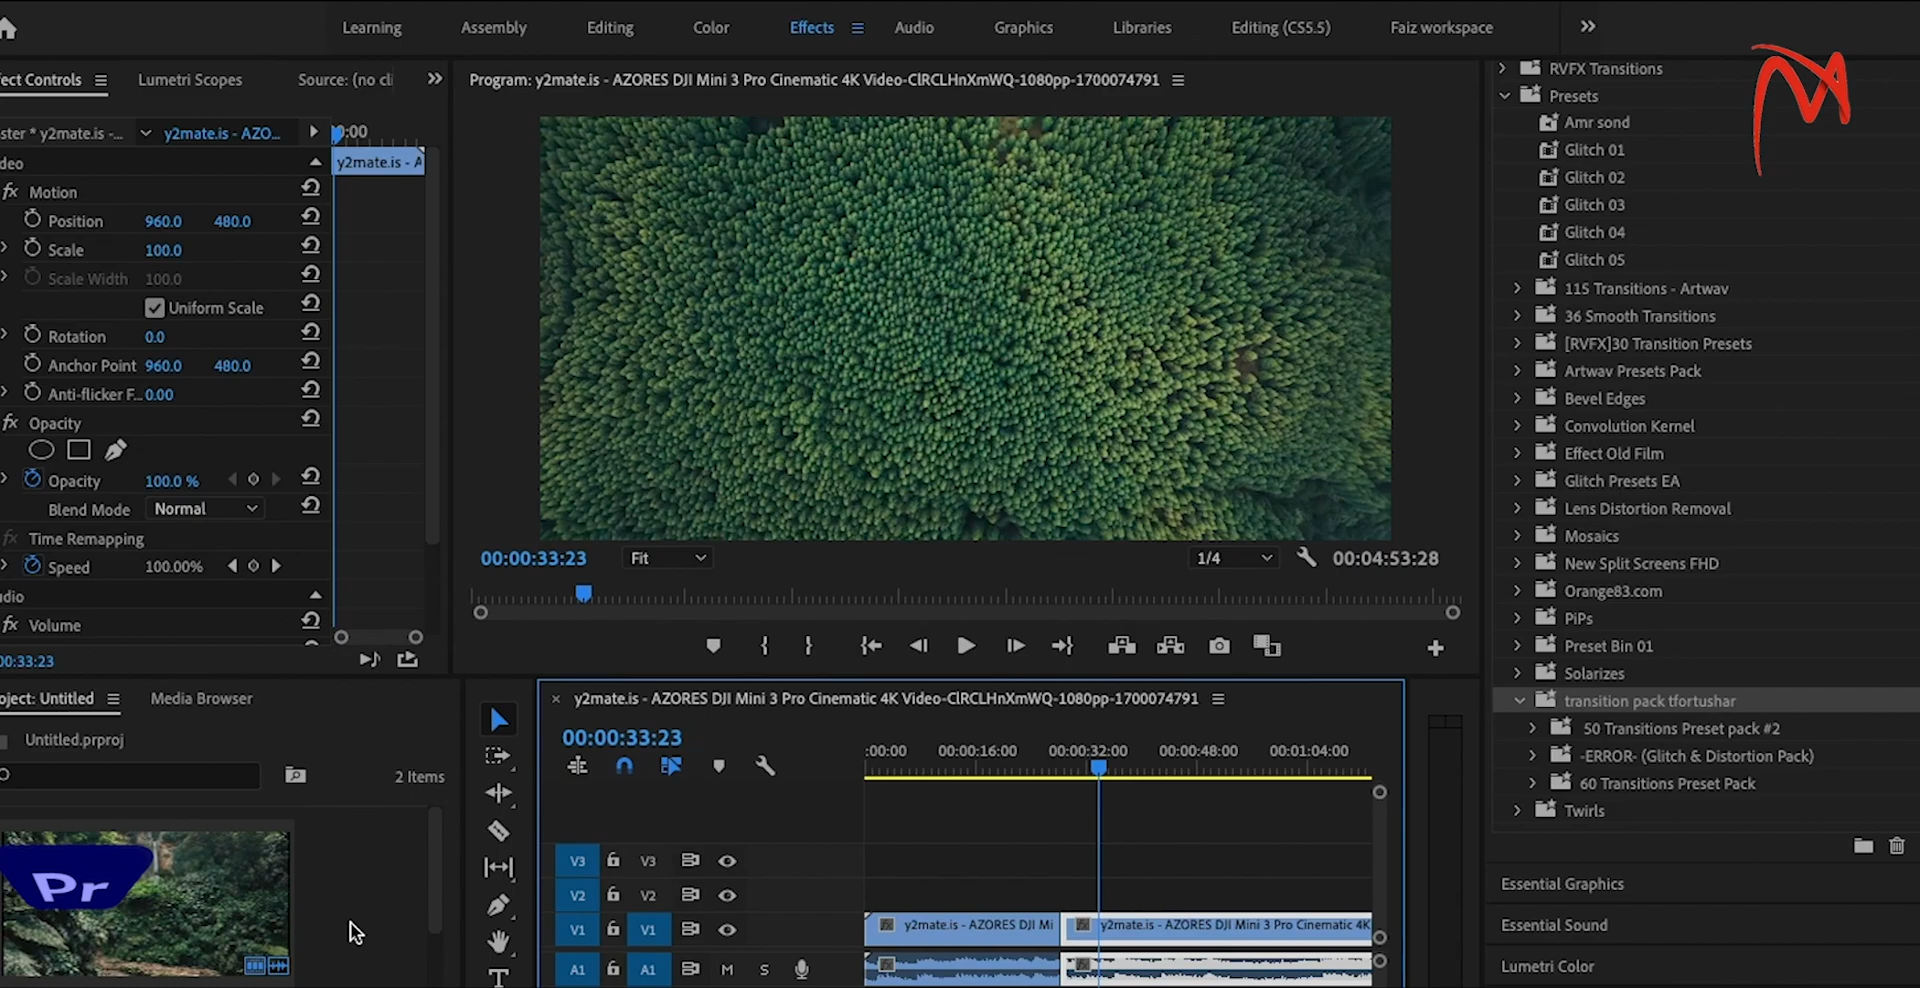 Learning
Assembly
Editing
Color
Effects
Audio
Graphics
Libraries
Editing (CS5.5)
Faiz workspace
fect Controls
Lumetri Scopes
Source: (no cli
Program: y2mate.is - AZORES DJI Mini 3 Pro Cinematic 4K Video-ClRCLHnXmWQ-1080pp-1700074791
ster * y2mate.is -...
y2mate.is - AZO...
0:00
deo
y2mate.is - A
fx Motion
Position 960.0 480.0
Scale 100.0
Scale Width 100.0
Uniform Scale
Rotation 0.0
Anchor Point 960.0 480.0
Anti-flicker F... 0.00
fx Opacity
Opacity 100.0 %
Blend Mode Normal
fx Time Remapping
Speed 100.00%
dio
fx Volume
00:33:23
00:00:33:23
Fit
1/4
00:04:53:28
RVFX Transitions
Presets
Amr sond
Glitch 01
Glitch 02
Glitch 03
Glitch 04
Glitch 05
115 Transitions - Artwav
36 Smooth Transitions
[RVFX]30 Transition Presets
Artwav Presets Pack
Bevel Edges
Convolution Kernel
Effect Old Film
Glitch Presets EA
Lens Distortion Removal
Mosaics
New Split Screens FHD
Orange83.com
PiPs
Preset Bin 01
Solarizes
transition pack tfortushar
50 Transitions Preset pack #2
-ERROR- (Glitch & Distortion Pack)
60 Transitions Preset Pack
Twirls
Essential Graphics
Essential Sound
Lumetri Color
oject: Untitled
Media Browser
Untitled.prproj
2 Items
Pr
y2mate.is - AZORES DJI Mini 3 Pro Cinematic 4K Video-ClRCLHnXmWQ-1080pp-1700074791
00:00:33:23
:00:00
00:00:16:00
00:00:32:00
00:00:48:00
00:01:04:00
V3 V3
V2 V2
V1 V1
y2mate.is - AZORES DJI Mi
y2mate.is - AZORES DJI Mini 3 Pro Cinematic 4K
A1 A1 M S